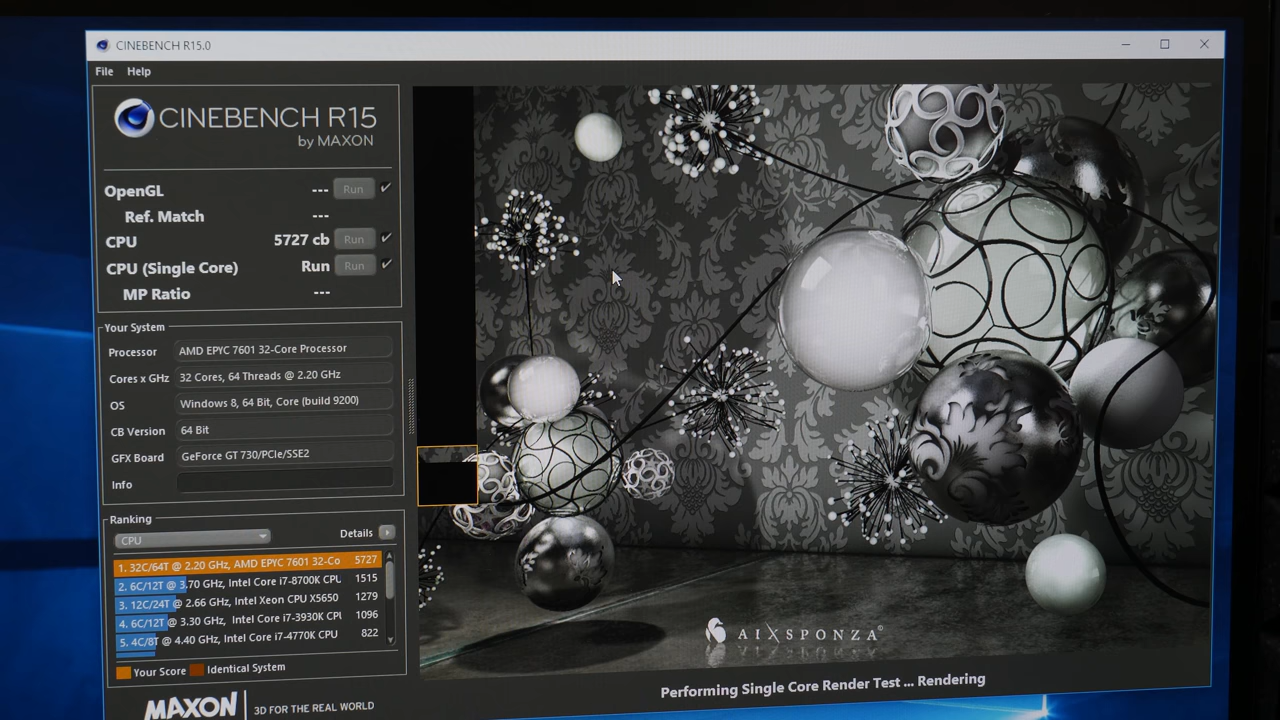 CINEBENCH R15.0
File Help
CINEBENCH R15
by MAXON
OpenGL --- Run
Ref. Match ---
CPU 5727 cb Run
CPU (Single Core) Run Run
MP Ratio ---
Your System
Processor AMD EPYC 7601 32-Core Processor
Cores x GHz 32 Cores, 64 Threads @ 2.20 GHz
OS Windows 8, 64 Bit, Core (build 9200)
CB Version 64 Bit
GFX Board GeForce GT 730/PCIe/SSE2
Info
Ranking
CPU Details
1. 32C/64T @ 2.20 GHz, AMD EPYC 7601 32-Co 5727
2. 6C/12T @ 3.70 GHz, Intel Core i7-8700K CPU 1515
3. 12C/24T @ 2.66 GHz, Intel Xeon CPU X5650 1279
4. 6C/12T @ 3.30 GHz, Intel Core i7-3930K CPU 1096
5. 4C/8T @ 4.40 GHz, Intel Core i7-4770K CPU 822
Your Score Identical System
MAXON 3D FOR THE REAL WORLD
AIXSPONZA©
Performing Single Core Render Test ... Rendering